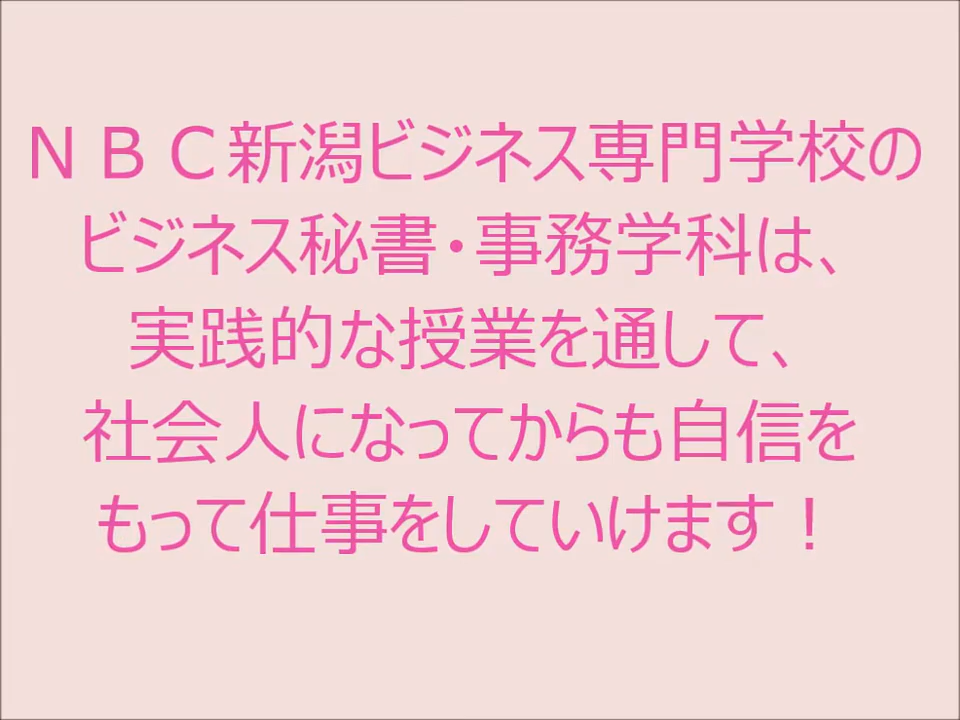 ＮＢＣ新潟ビジネス専門学校の
ビジネス秘書・事務学科は、
実践的な授業を通して、
社会人になってからも自信を
もって仕事をしていけます！